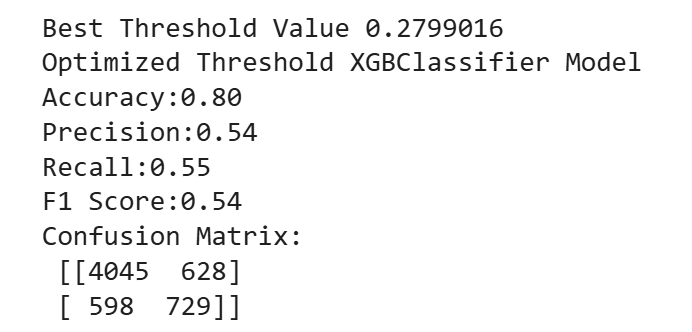 Best Threshold Value 0.2799016
Optimized Threshold XGBClassifier Model
Accuracy:0.80
Precision:0.54
Recall:0.55
F1 Score:0.54
Confusion Matrix:
 [[4045  628]
 [ 598  729]]